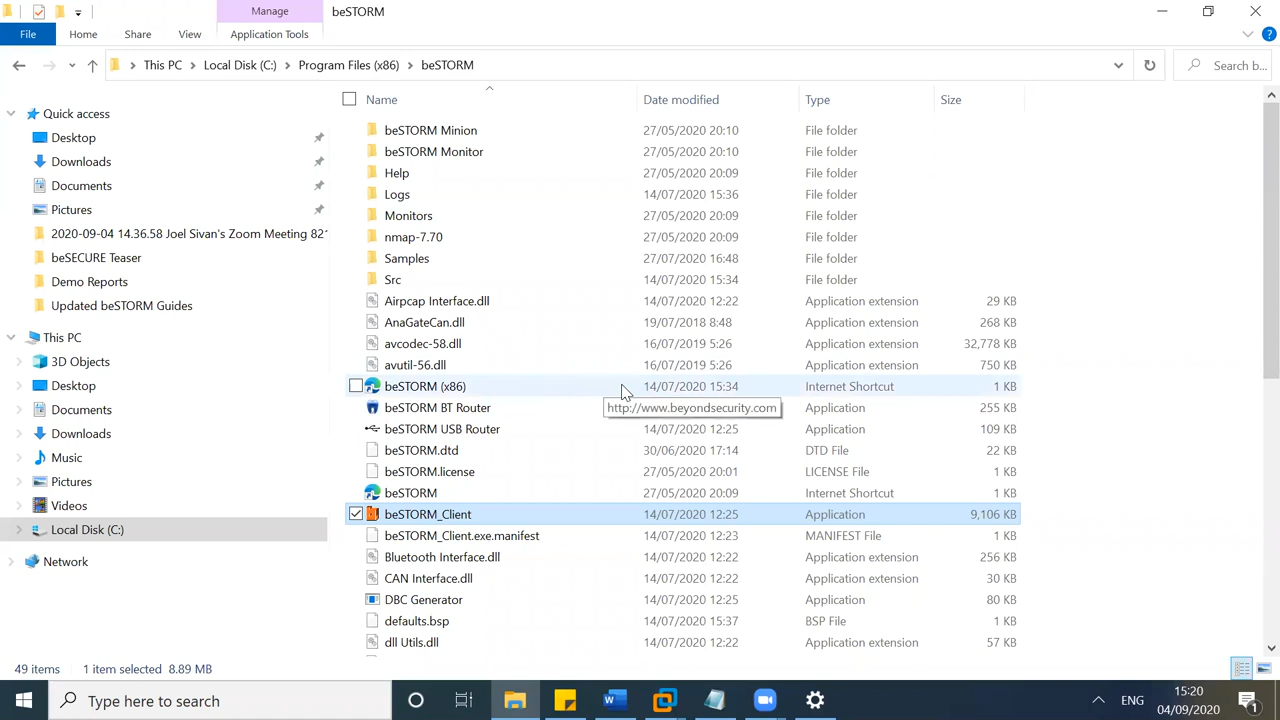 Manage
beSTORM
File
Home
Share
View
Application Tools
This PC
Local Disk (C:)
Program Files (x86)
beSTORM
Search b...
Quick access
Desktop
Downloads
Documents
Pictures
2020-09-04 14.36.58 Joel Sivan's Zoom Meeting 821
beSECURE Teaser
Demo Reports
Updated beSTORM Guides
This PC
3D Objects
Desktop
Documents
Downloads
Music
Pictures
Videos
Local Disk (C:)
Network
Name Date modified Type Size
beSTORM Minion 27/05/2020 20:10 File folder
beSTORM Monitor 27/05/2020 20:10 File folder
Help 27/05/2020 20:09 File folder
Logs 14/07/2020 15:36 File folder
Monitors 27/05/2020 20:09 File folder
nmap-7.70 27/05/2020 20:09 File folder
Samples 27/07/2020 16:48 File folder
Src 14/07/2020 15:34 File folder
Airpcap Interface.dll 14/07/2020 12:22 Application extension 29 KB
AnaGateCan.dll 19/07/2018 8:48 Application extension 268 KB
avcodec-58.dll 16/07/2019 5:26 Application extension 32,778 KB
avutil-56.dll 16/07/2019 5:26 Application extension 750 KB
beSTORM (x86) 14/07/2020 15:34 Internet Shortcut 1 KB
beSTORM BT Router http://www.beyondsecurity.com Application 255 KB
beSTORM USB Router 14/07/2020 12:25 Application 109 KB
beSTORM.dtd 30/06/2020 17:14 DTD File 22 KB
beSTORM.license 27/05/2020 20:01 LICENSE File 1 KB
beSTORM 27/05/2020 20:09 Internet Shortcut 1 KB
beSTORM_Client 14/07/2020 12:25 Application 9,106 KB
beSTORM_Client.exe.manifest 14/07/2020 12:23 MANIFEST File 1 KB
Bluetooth Interface.dll 14/07/2020 12:22 Application extension 256 KB
CAN Interface.dll 14/07/2020 12:22 Application extension 30 KB
DBC Generator 14/07/2020 12:25 Application 80 KB
defaults.bsp 14/07/2020 15:37 BSP File 1 KB
dll Utils.dll 14/07/2020 12:22 Application extension 57 KB
49 items 1 item selected 8.89 MB
Type here to search
ENG
15:20
04/09/2020
1